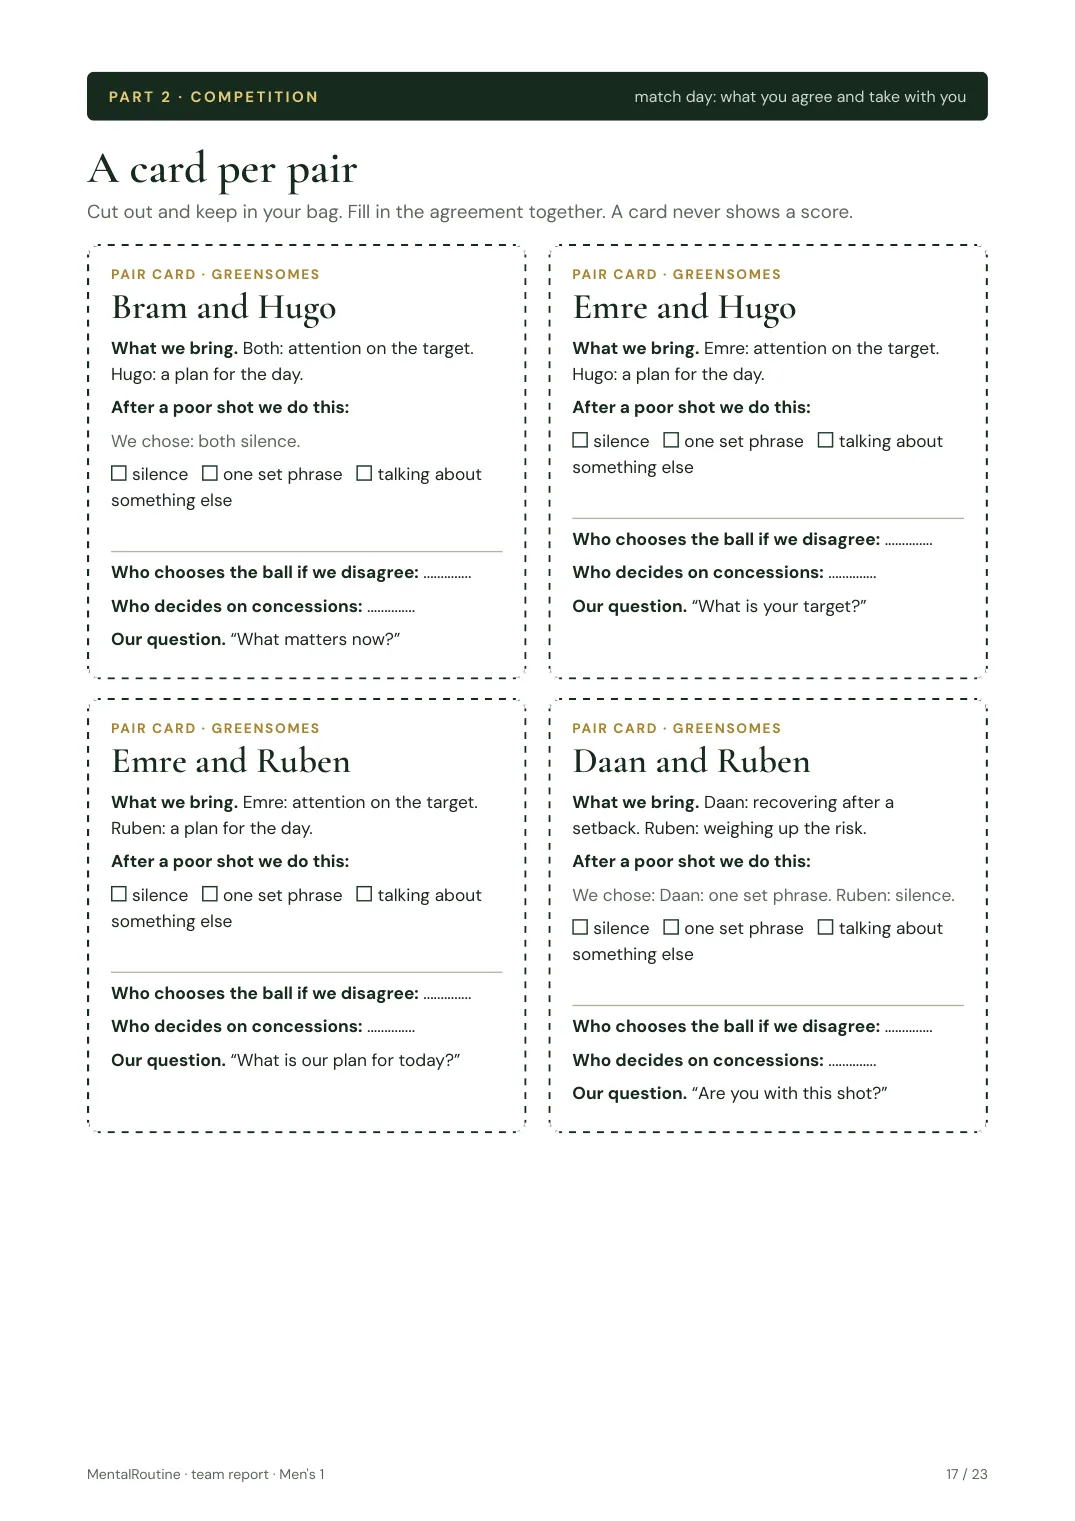 PART 2 · COMPETITION
match day: what you agree and take with you
A card per pair
Cut out and keep in your bag. Fill in the agreement together. A card never shows a score.
PAIR CARD · GREENSOMES
Bram and Hugo
What we bring. Both: attention on the target.
Hugo: a plan for the day.
After a poor shot we do this:
We chose: both silence.
☐ silence ☐ one set phrase ☐ talking about
something else
Who chooses the ball if we disagree: ..............
Who decides on concessions: ..............
Our question. “What matters now?”
PAIR CARD · GREENSOMES
Emre and Hugo
What we bring. Emre: attention on the target.
Hugo: a plan for the day.
After a poor shot we do this:
☐ silence ☐ one set phrase ☐ talking about
something else
Who chooses the ball if we disagree: ..............
Who decides on concessions: ..............
Our question. “What is your target?”
PAIR CARD · GREENSOMES
Emre and Ruben
What we bring. Emre: attention on the target.
Ruben: a plan for the day.
After a poor shot we do this:
☐ silence ☐ one set phrase ☐ talking about
something else
Who chooses the ball if we disagree: ..............
Who decides on concessions: ..............
Our question. “What is our plan for today?”
PAIR CARD · GREENSOMES
Daan and Ruben
What we bring. Daan: recovering after a
setback. Ruben: weighing up the risk.
After a poor shot we do this:
We chose: Daan: one set phrase. Ruben: silence.
☐ silence ☐ one set phrase ☐ talking about
something else
Who chooses the ball if we disagree: ..............
Who decides on concessions: ..............
Our question. “Are you with this shot?”
MentalRoutine · team report · Men's 1
17 / 23